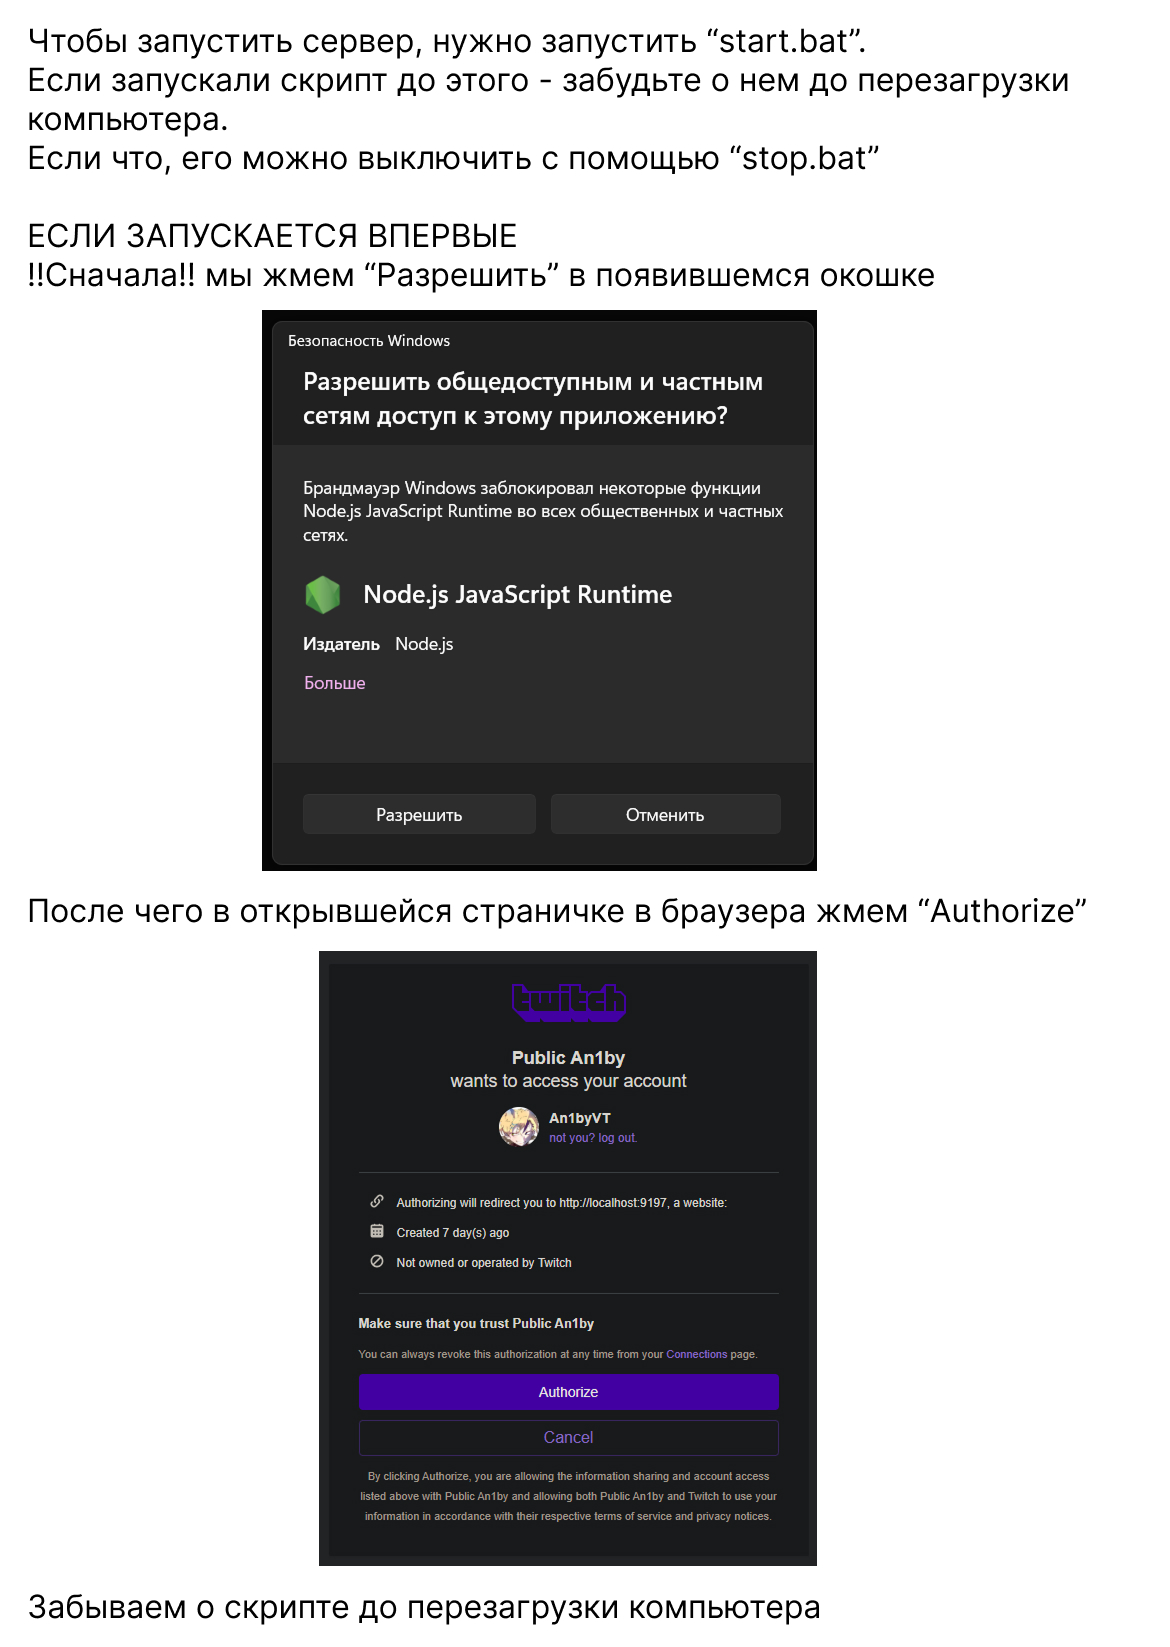 Чтобы запустить сервер, нужно запустить “start.bat”.
Если запускали скрипт до этого - забудьте о нем до перезагрузки
компьютера.
Если что, его можно выключить с помощью “stop.bat”
ЕСЛИ ЗАПУСКАЕТСЯ ВПЕРВЫЕ
!!Сначала!! мы жмем “Разрешить” в появившемся окошке
Безопасность Windows
Разрешить общедоступным и частным
сетям доступ к этому приложению?
Брандмауэр Windows заблокировал некоторые функции
Node.js JavaScript Runtime во всех общественных и частных
сетях.
Node.js JavaScript Runtime
Издатель Node.js
Больше
Разрешить Отменить
После чего в открывшейся страничке в браузера жмем “Authorize”
twitch
Public An1by
wants to access your account
An1byVT
not you? log out.
Authorizing will redirect you to http://localhost:9197, a website:
Created 7 day(s) ago
Not owned or operated by Twitch
Make sure that you trust Public An1by
You can always revoke this authorization at any time from your Connections page.
Authorize
Cancel
By clicking Authorize, you are allowing the information sharing and account access
listed above with Public An1by and allowing both Public An1by and Twitch to use your
information in accordance with their respective terms of service and privacy notices.
Забываем о скрипте до перезагрузки компьютера